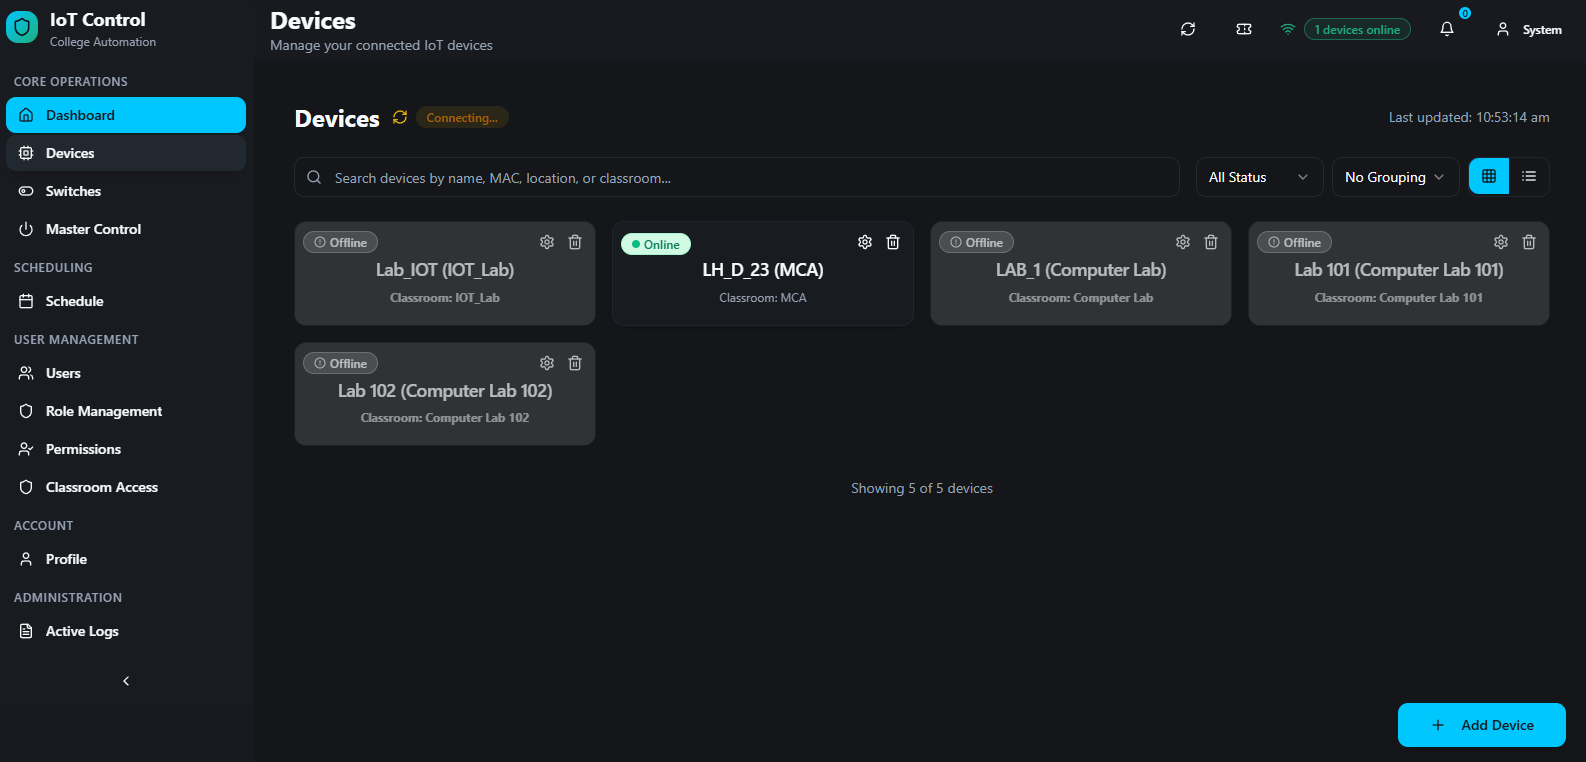 IoT Control
College Automation
CORE OPERATIONS
Dashboard
Devices
Switches
Master Control
SCHEDULING
Schedule
USER MANAGEMENT
Users
Role Management
Permissions
Classroom Access
ACCOUNT
Profile
ADMINISTRATION
Active Logs
Devices
Manage your connected IoT devices
1 devices online
0
System
Devices
Connecting...
Last updated: 10:53:14 am
Search devices by name, MAC, location, or classroom...
All Status
No Grouping
Offline
Lab_IOT (IOT_Lab)
Classroom: IOT_Lab
Online
LH_D_23 (MCA)
Classroom: MCA
Offline
LAB_1 (Computer Lab)
Classroom: Computer Lab
Offline
Lab 101 (Computer Lab 101)
Classroom: Computer Lab 101
Offline
Lab 102 (Computer Lab 102)
Classroom: Computer Lab 102
Showing 5 of 5 devices
Add Device